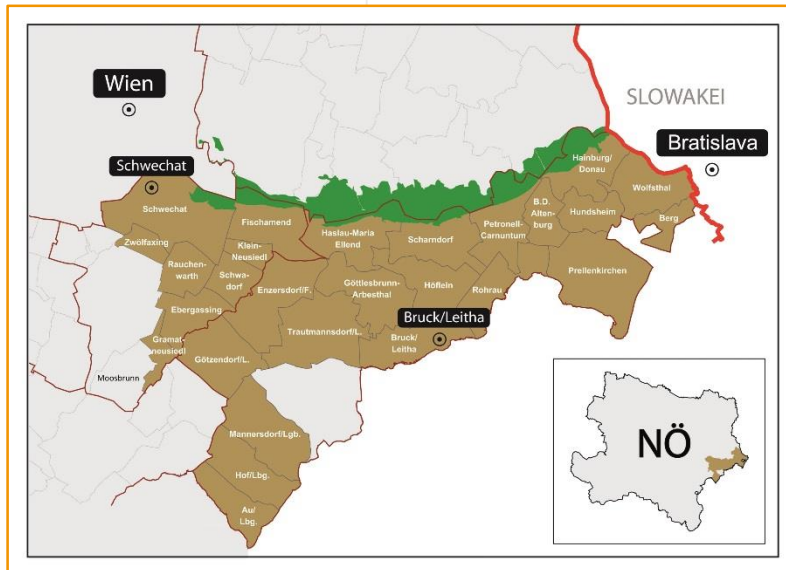 Wien
SLOWAKEI
Bratislava
Schwechat
Hainburg/
Donau
Wolfsthal
Schwechat
Fischamend
B.D.
Alten-
burg
Hundsheim
Berg
Petronell-
Carnuntum
Haslau-Maria
Ellend
Scharndorf
Zwölfaxing
Klein-
Neusiedl
Rauchen-
warth
Schwa-
dorf
Enzersdorf/F.
Göttlesbrunn-
Arbesthal
Höflein
Rohrau
Prellenkirchen
Ebergassing
Trautmannsdorf/L.
Bruck/Leitha
Bruck/
Leitha
Gramat-
neusiedl
Götzendorf/L.
Moosbrunn
Mannersdorf/Lgb.
Hof/Lbg.
Au/
Lbg.
NÖ